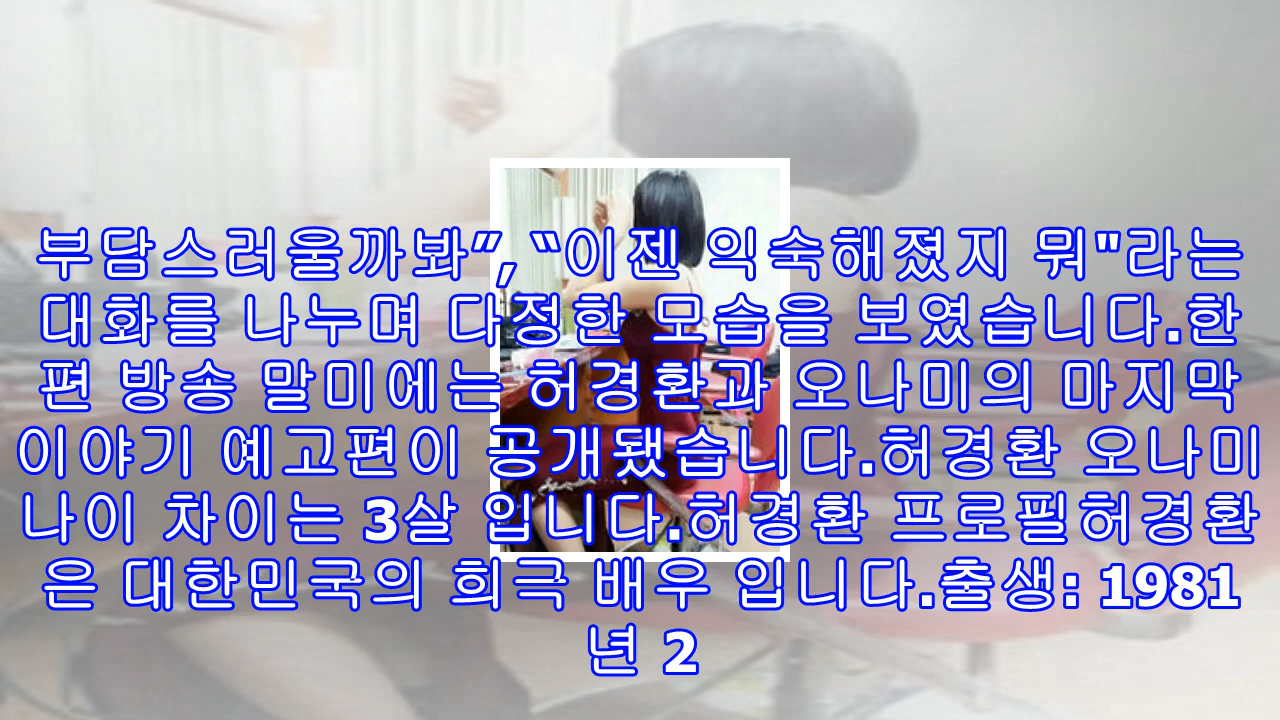 부담스러울까봐”, “이젠 익숙해졌지 뭐"라는
대화를 나누며 다정한 모습을 보였습니다.한
편 방송 말미에는 허경환과 오나미의 마지막
이야기 예고편이 공개됐습니다.허경환 오나미
나이 차이는 3살 입니다.허경환 프로필허경환
은 대한민국의 희극 배우 입니다.출생: 1981
년 2